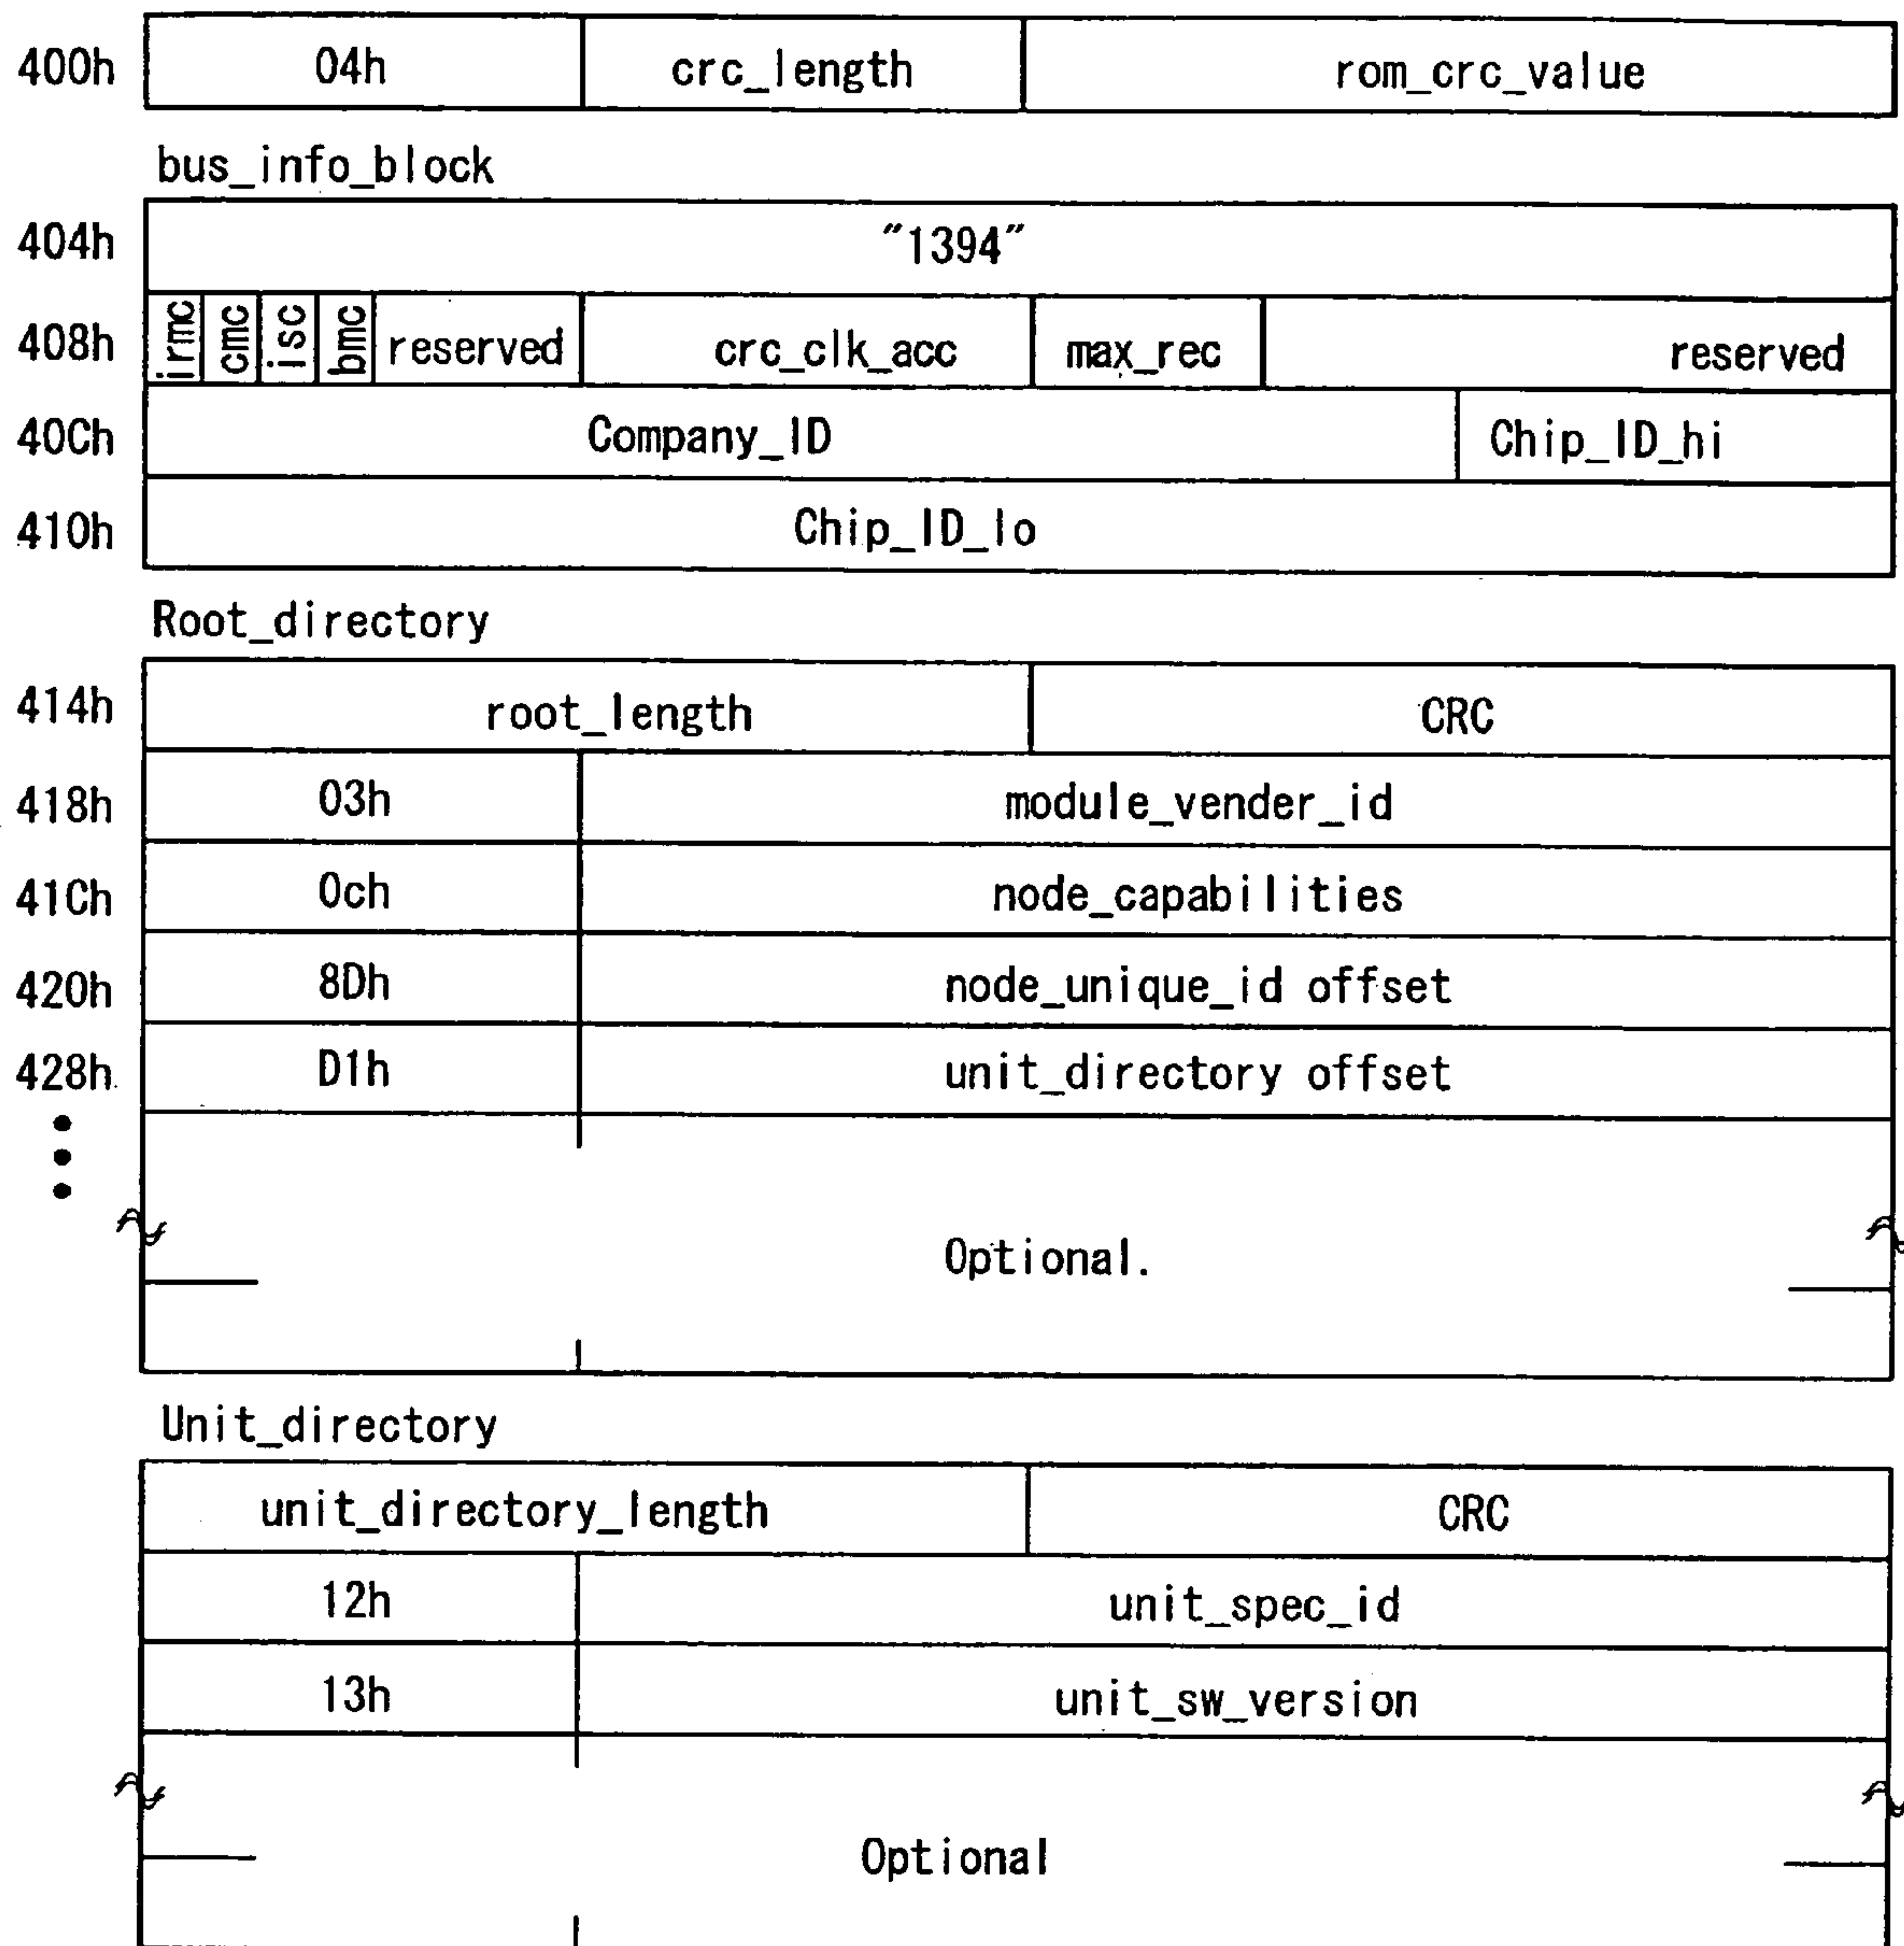 400h 04h crc_length rom_crc_value
bus_info_block
404h "1394"
408h irmc cmc isc bmc reserved crc_clk_acc max_rec reserved
40Ch Company_ID Chip_ID_hi
410h Chip_ID_lo
Root_directory
414h root_length CRC
418h 03h module_vender_id
41Ch 0ch node_capabilities
420h 8Dh node_unique_id offset
428h D1h unit_directory offset
Optional.
Unit_directory
unit_directory_length CRC
12h unit_spec_id
13h unit_sw_version
Optional